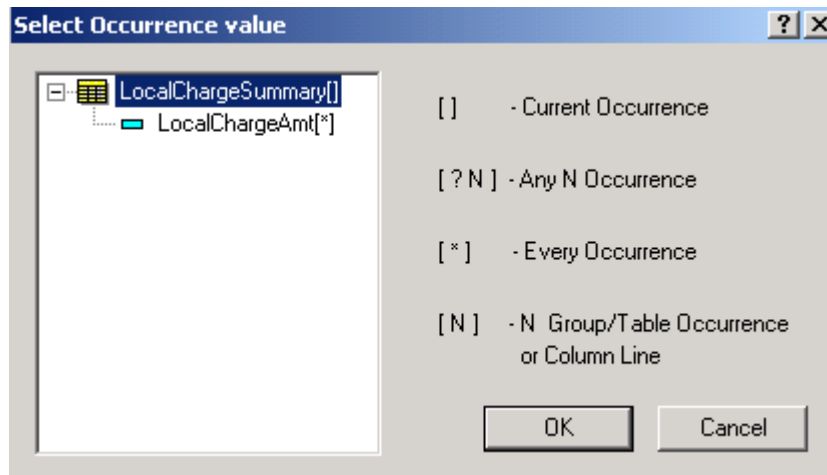 Select Occurrence value
LocalChargeSummary[]
LocalChargeAmt[*]
[ ] - Current Occurrence
[ ? N ] - Any N Occurrence
[ * ] - Every Occurrence
[ N ] - N Group/Table Occurrence
or Column Line
OK Cancel